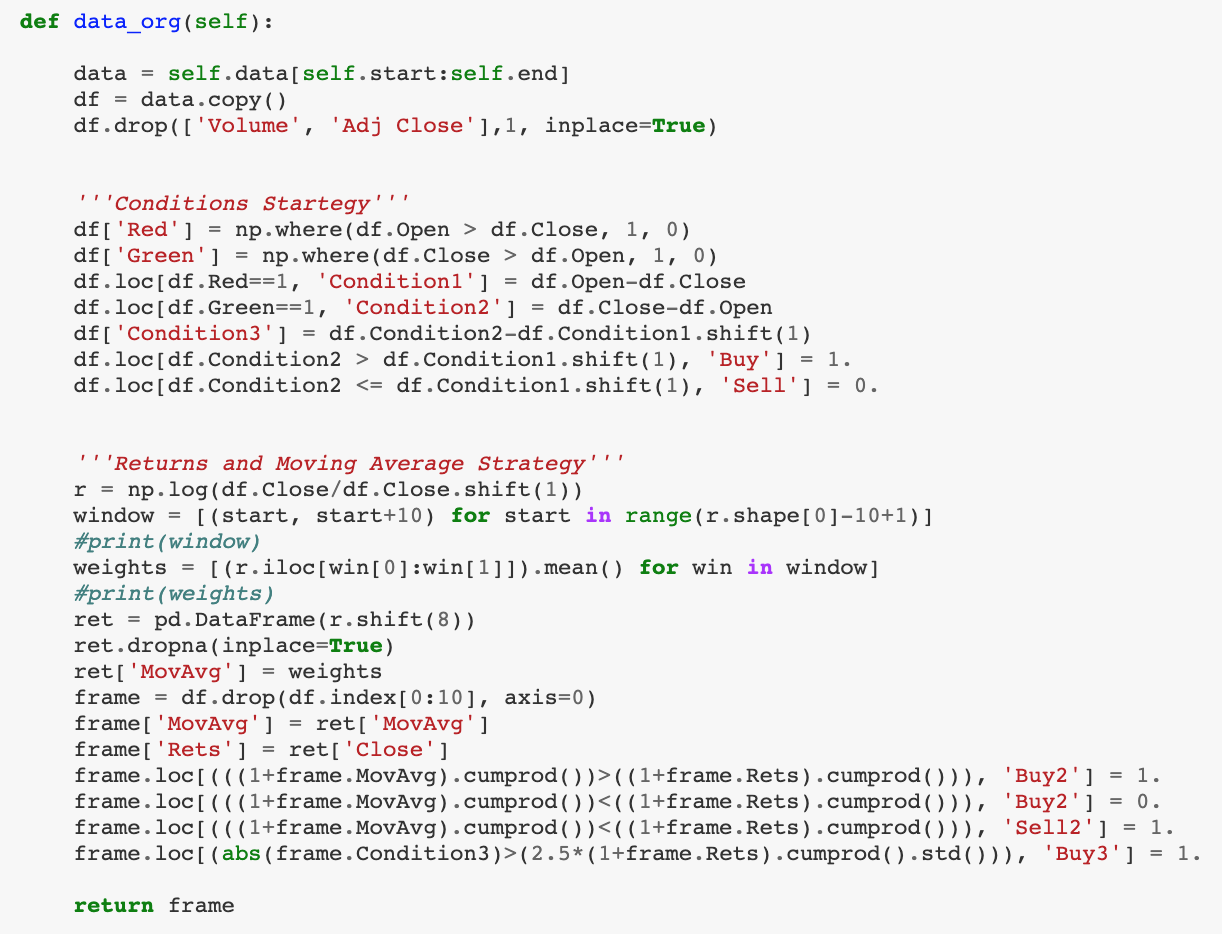 def data_org(self):
data = self.data[self.start:self.end]
df = data.copy()
df.drop(['Volume', 'Adj Close'],1, inplace=True)
'''Conditions Startegy'''
df['Red'] = np.where(df.Open > df.Close, 1, 0)
df['Green'] = np.where(df.Close > df.Open, 1, 0)
df.loc[df.Red==1, 'Condition1'] = df.Open-df.Close
df.loc[df.Green==1, 'Condition2'] = df.Close-df.Open
df['Condition3'] = df.Condition2-df.Condition1.shift(1)
df.loc[df.Condition2 > df.Condition1.shift(1), 'Buy'] = 1.
df.loc[df.Condition2 <= df.Condition1.shift(1), 'Sell'] = 0.
'''Returns and Moving Average Strategy'''
r = np.log(df.Close/df.Close.shift(1))
window = [(start, start+10) for start in range(r.shape[0]-10+1)]
#print(window)
weights = [(r.iloc[win[0]:win[1]]).mean() for win in window]
#print(weights)
ret = pd.DataFrame(r.shift(8))
ret.dropna(inplace=True)
ret['MovAvg'] = weights
frame = df.drop(df.index[0:10], axis=0)
frame['MovAvg'] = ret['MovAvg']
frame['Rets'] = ret['Close']
frame.loc[(((1+frame.MovAvg).cumprod())>((1+frame.Rets).cumprod())), 'Buy2'] = 1.
frame.loc[(((1+frame.MovAvg).cumprod())<((1+frame.Rets).cumprod())), 'Buy2'] = 0.
frame.loc[(((1+frame.MovAvg).cumprod())<((1+frame.Rets).cumprod())), 'Sell2'] = 1.
frame.loc[(abs(frame.Condition3)>(2.5*(1+frame.Rets).cumprod().std())), 'Buy3'] = 1.
return frame